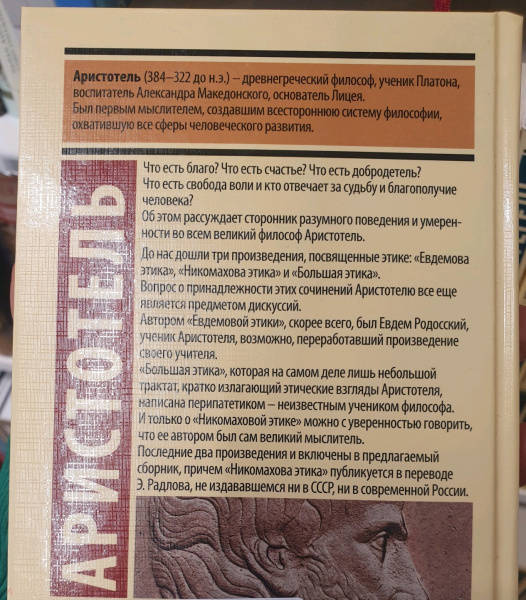 Аристотель (384–322 до н.э.) – древнегреческий философ, ученик Платона,
воспитатель Александра Македонского, основатель Лицея.
Был первым мыслителем, создавшим всестороннюю систему философии,
охватившую все сферы человеческого развития.
АРИСТОТЕЛЬ
Что есть благо? Что есть счастье? Что есть добродетель?
Что есть свобода воли и кто отвечает за судьбу и благополучие
человека?
Об этом рассуждает сторонник разумного поведения и умерен-
ности во всем великий философ Аристотель.
До нас дошли три произведения, посвященные этике: «Евдемова
этика», «Никомахова этика» и «Большая этика».
Вопрос о принадлежности этих сочинений Аристотелю все еще
является предметом дискуссий.
Автором «Евдемовой этики», скорее всего, был Евдем Родосский,
ученик Аристотеля, возможно, переработавший произведение
своего учителя.
«Большая этика», которая на самом деле лишь небольшой
трактат, кратко излагающий этические взгляды Аристотеля,
написана перипатетиком – неизвестным учеником философа.
И только о «Никомаховой этике» можно с уверенностью говорить,
что ее автором был сам великий мыслитель.
Последние два произведения и включены в предлагаемый
сборник, причем «Никомахова этика» публикуется в переводе
Э. Радлова, не издававшемся ни в СССР, ни в современной России.